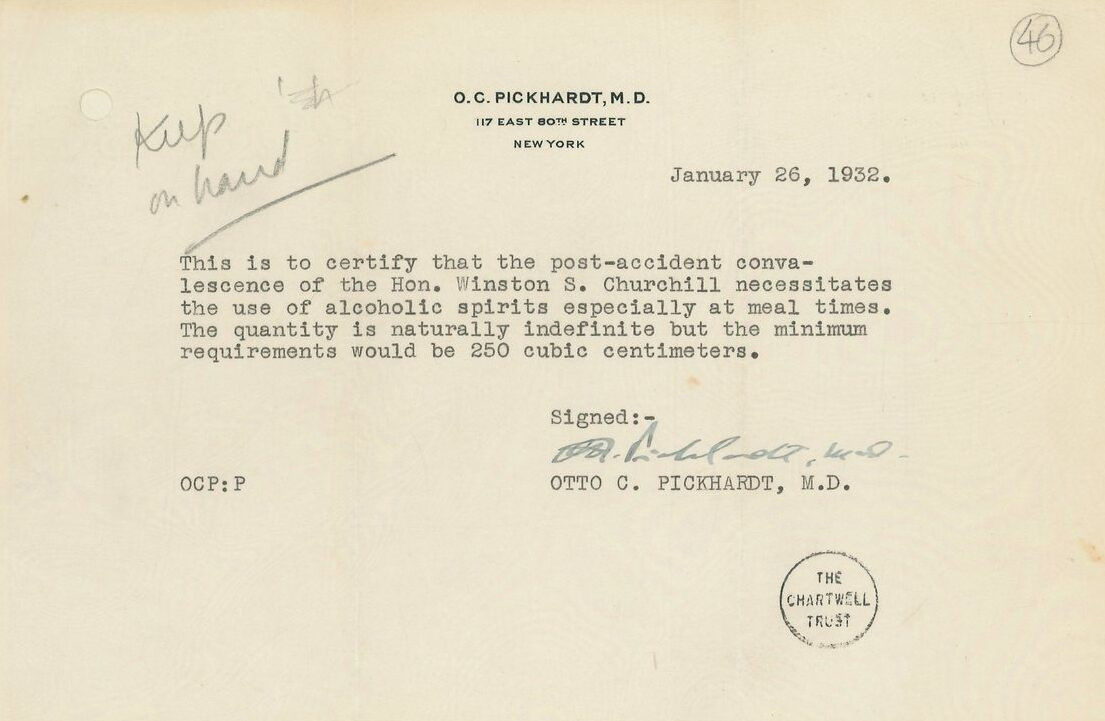 46
O.C. PICKHARDT, M.D.
117 EAST 80TH STREET
NEW YORK
Keep
on hand
January 26, 1932.
This is to certify that the post-accident conva-
lescence of the Hon. Winston S. Churchill necessitates
the use of alcoholic spirits especially at meal times.
The quantity is naturally indefinite but the minimum
requirements would be 250 cubic centimeters.
Signed:-
Pickhardt, M.D.
OCP:P OTTO C. PICKHARDT, M.D.
THE
CHARTWELL
TRUST